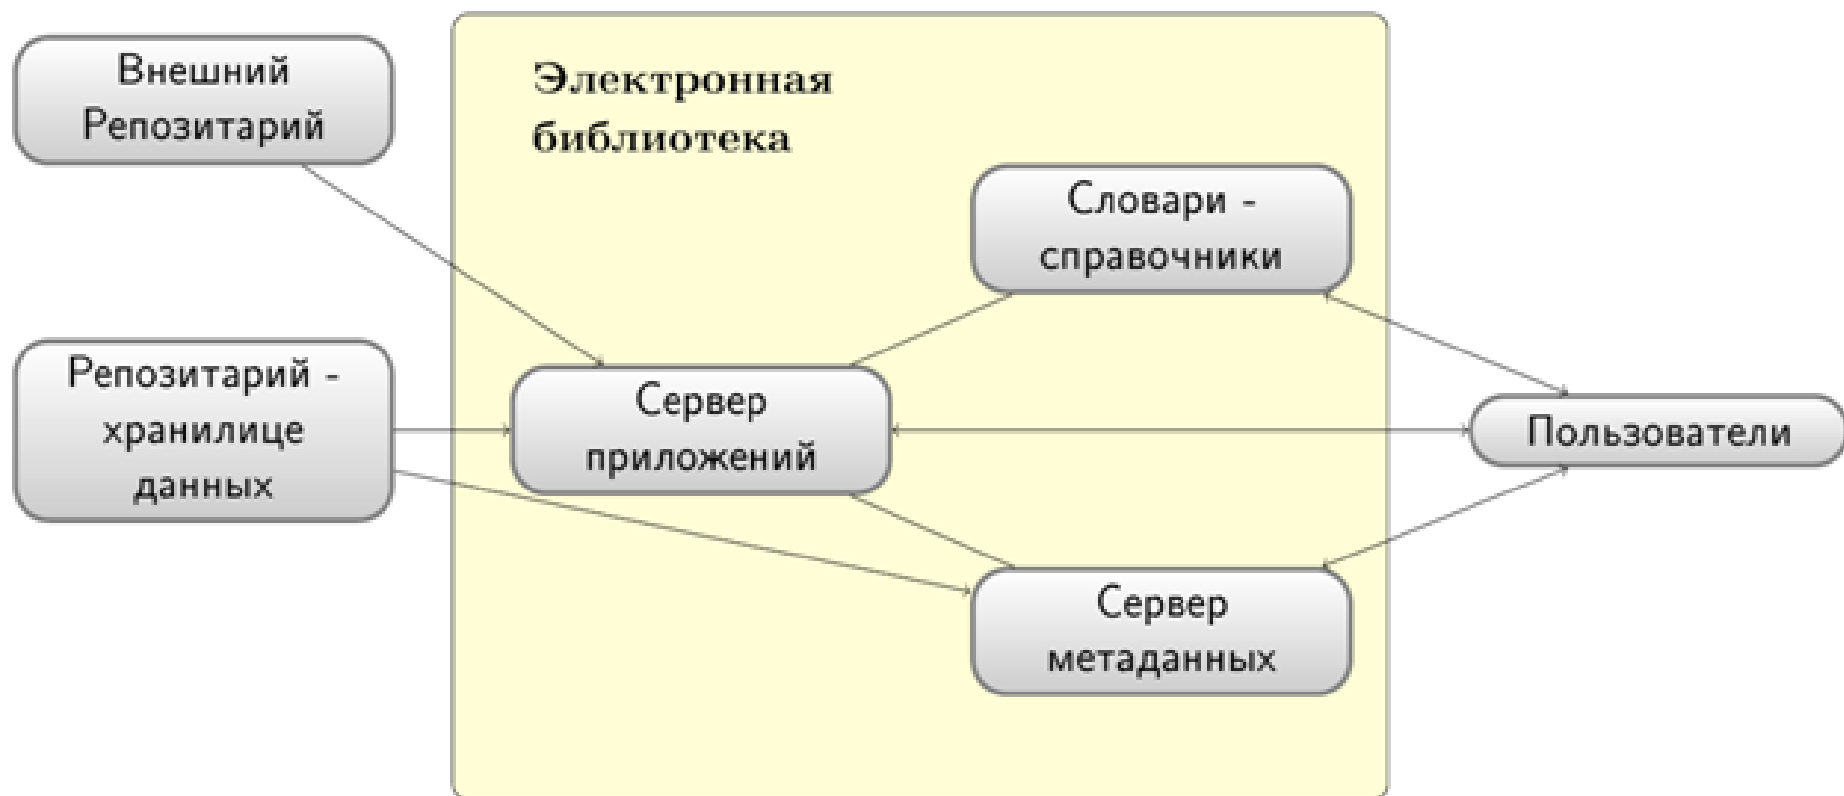 Внешний
Репозитарий
Электронная
библиотека
Словари -
справочники
Репозитарий -
хранилице
данных
Сервер
приложений
Пользователи
Сервер
метаданных